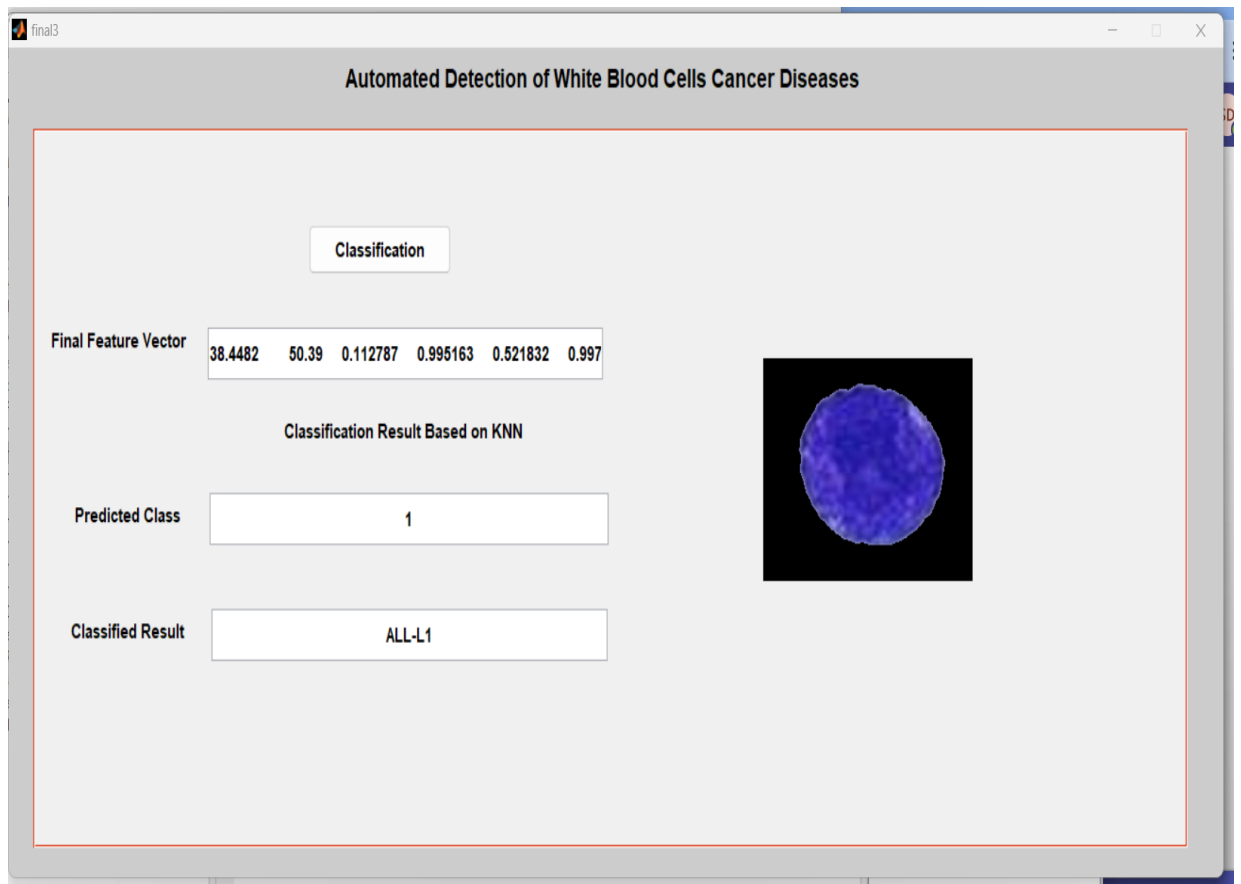 final3
Automated Detection of White Blood Cells Cancer Diseases
Classification
Final Feature Vector
38.4482 50.39 0.112787 0.995163 0.521832 0.997
Classification Result Based on KNN
Predicted Class
1
Classified Result
ALL-L1